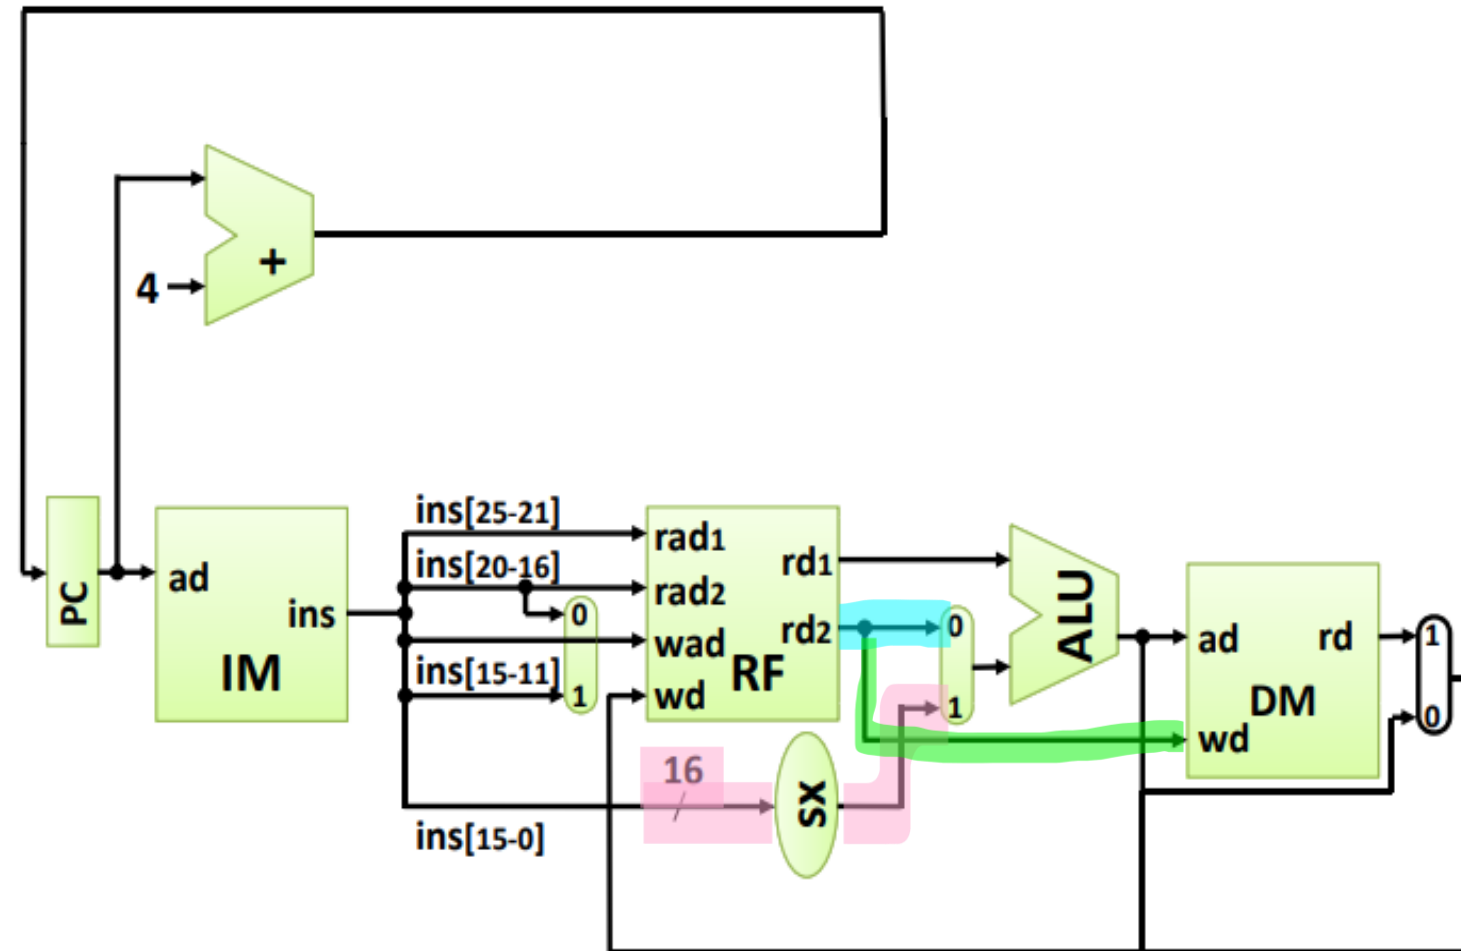 +
4
PC
ad
ins
IM
ins[25-21]
ins[20-16]
0
ins[15-11]
1
rad1
rad2
wad
wd
rd1
rd2
RF
16
ins[15-0]
sx
0
1
ALU
ad
rd
DM
wd
1
0